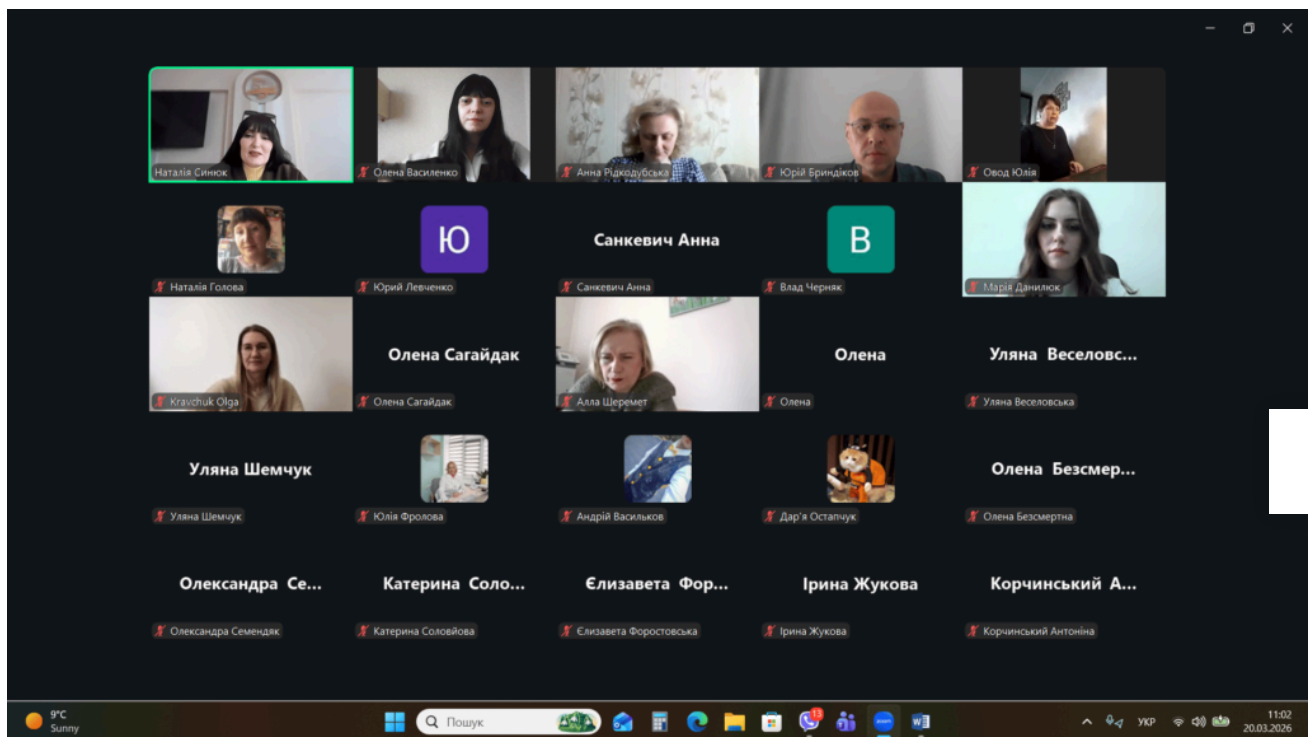 Наталія Синюк
Олена Василенко
Анна Рідкодубська
Юрій Бриндіков
Овод Юлія
Ю
Санкевич Анна
В
Наталія Голова
Юрий Левченко
Санкевич Анна
Влад Черняк
Марія Данилюк
Олена Сагайдак
Олена
Уляна Веселовс...
Kravchuk Olga
Олена Сагайдак
Алла Шеремет
Олена
Уляна Веселовська
Уляна Шемчук
Олена Безсмер...
Уляна Шемчук
Юлія Фролова
Андрій Васильков
Дар'я Остапчук
Олена Безсмертна
Олександра Се...
Катерина Соло...
Єлизавета Фор...
Ірина Жукова
Корчинський А...
Олександра Семендяк
Катерина Соловйова
Єлизавета Форостовська
Ірина Жукова
Корчинський Антоніна
9°C
Sunny
Пошук
13
zoom
УКР
11:02
20.03.2026